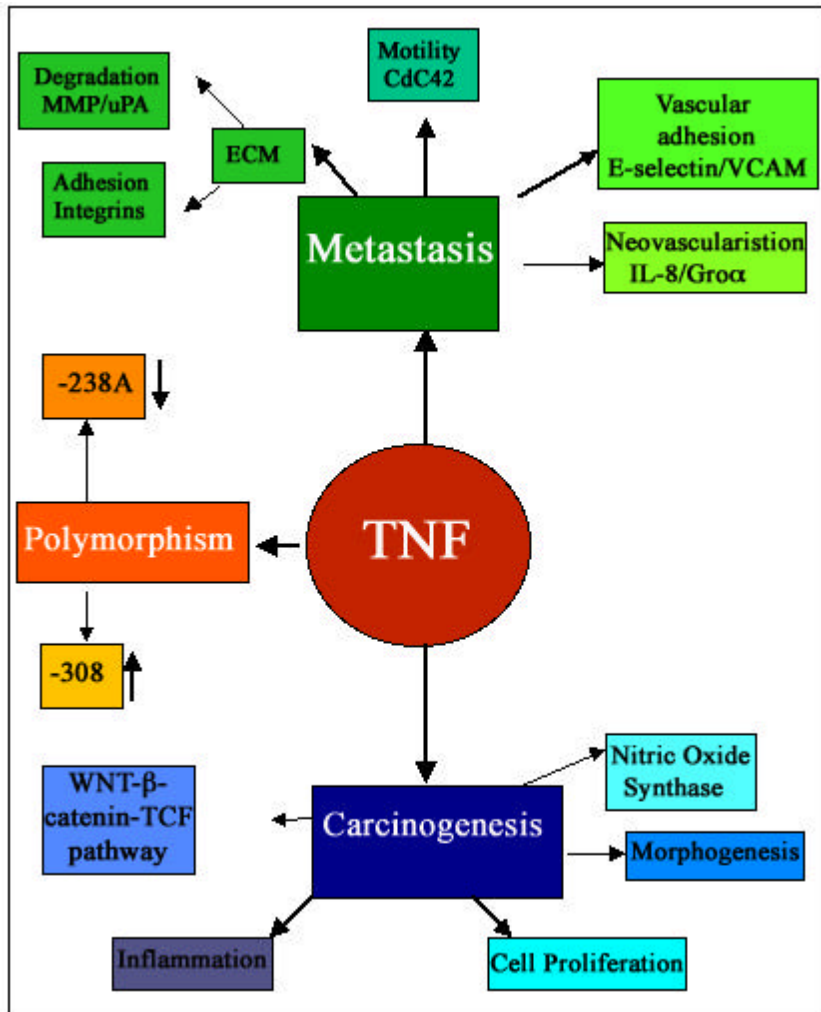 Motility
CdC42
Degradation
MMP/uPA
Vascular
adhesion
E-selectin/VCAM
ECM
Adhesion
Integrins
Metastasis
Neovascularistion
IL-8/Groα
-238A
TNF
Polymorphism
-308
Nitric Oxide
Synthase
WNT-β-
catenin-TCF
pathway
Carcinogenesis
Morphogenesis
Inflammation
Cell Proliferation